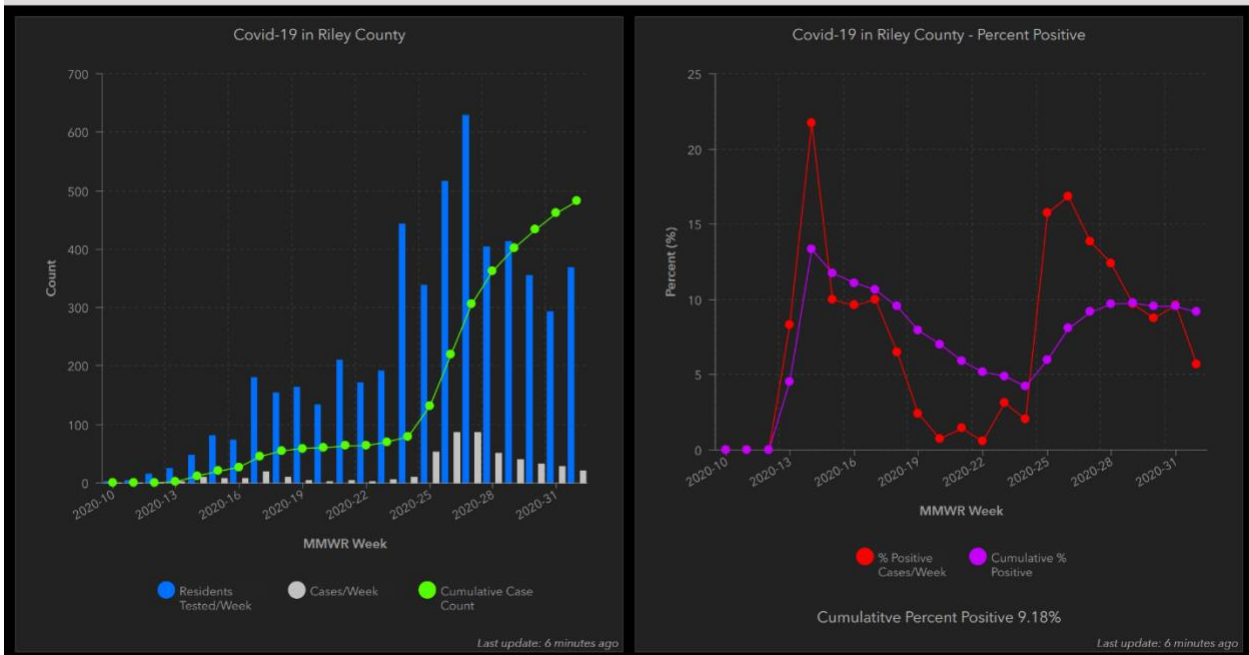 Covid-19 in Riley County
700
600
500
400
300
200
100
0
Count
2020-10
2020-13
2020-16
2020-19
2020-22
2020-25
2020-28
2020-31
MMWR Week
Residents
Tested/Week
Cases/Week
Cumulative Case
Count
Last update: 6 minutes ago
Covid-19 in Riley County - Percent Positive
25
20
15
10
5
0
Percent (%)
2020-10
2020-13
2020-16
2020-19
2020-22
2020-25
2020-28
2020-31
MMWR Week
% Positive
Cases/Week
Cumulative %
Positive
Cumulatitve Percent Positive 9.18%
Last update: 6 minutes ago